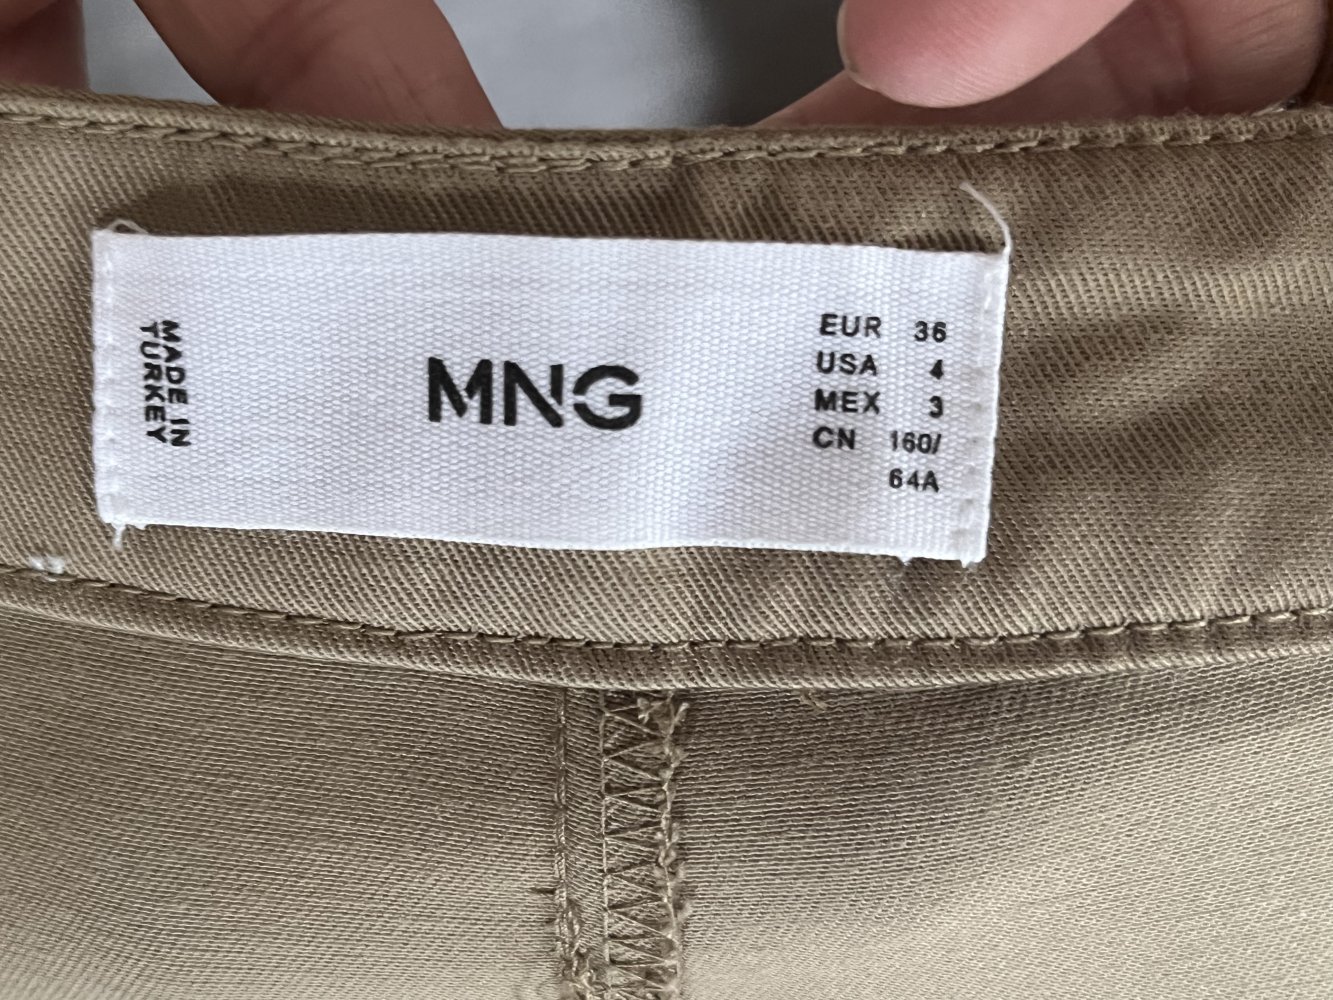 MADE IN
TURKEY
MNG
EUR 36
USA 4
MEX 3
CN 160/
64A